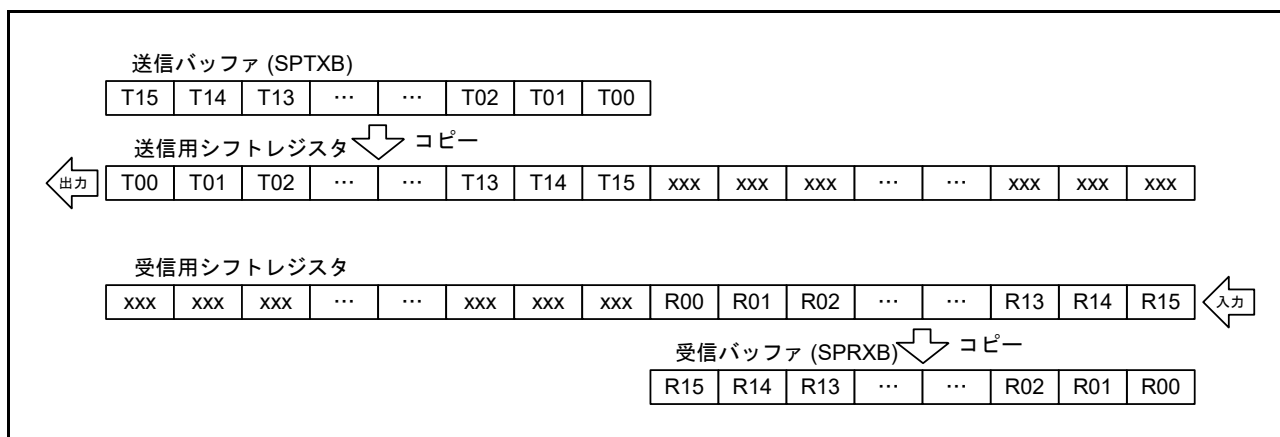 送信バッファ (SPTXB)
T15 T14 T13 … … T02 T01 T00
コピー
送信用シフトレジスタ
出力 T00 T01 T02 … … T13 T14 T15 xxx xxx xxx … … xxx xxx xxx
受信用シフトレジスタ
xxx xxx xxx … … xxx xxx xxx R00 R01 R02 … … R13 R14 R15 入力
コピー
受信バッファ (SPRXB)
R15 R14 R13 … … R02 R01 R00